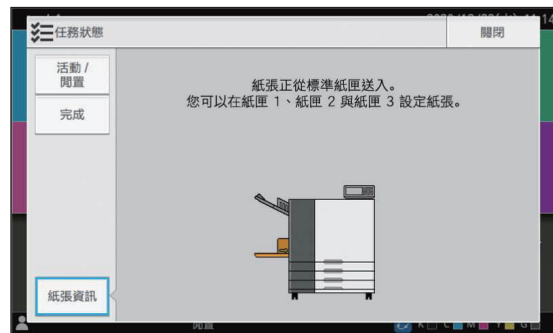 任務狀態
關閉
活動 /
閒置
完成
紙張正從標準紙匣送入。
您可以在紙匣 1、紙匣 2 與紙匣 3 設定紙張。
紙張資訊
閒置
K C M Y G